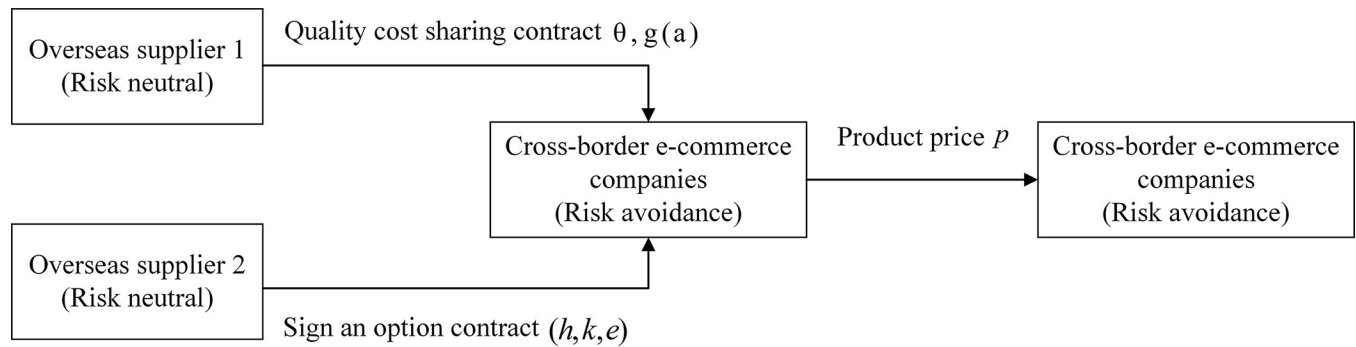 Overseas supplier 1
(Risk neutral)
Quality cost sharing contract θ, g(a)
Cross-border e-commerce
companies
(Risk avoidance)
Product price p
Cross-border e-commerce
companies
(Risk avoidance)
Overseas supplier 2
(Risk neutral)
Sign an option contract (h,k,e)